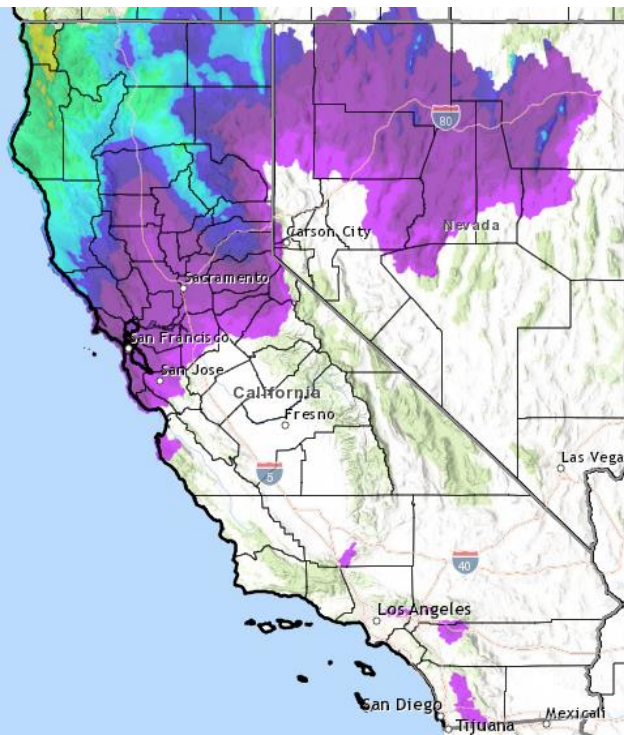 80
Nevada
Carson City
Sacramento
San Francisco
San Jose
California
Fresno
Las Vega
5
40
Los Angeles
San Diego
Mexicali
Tijuana